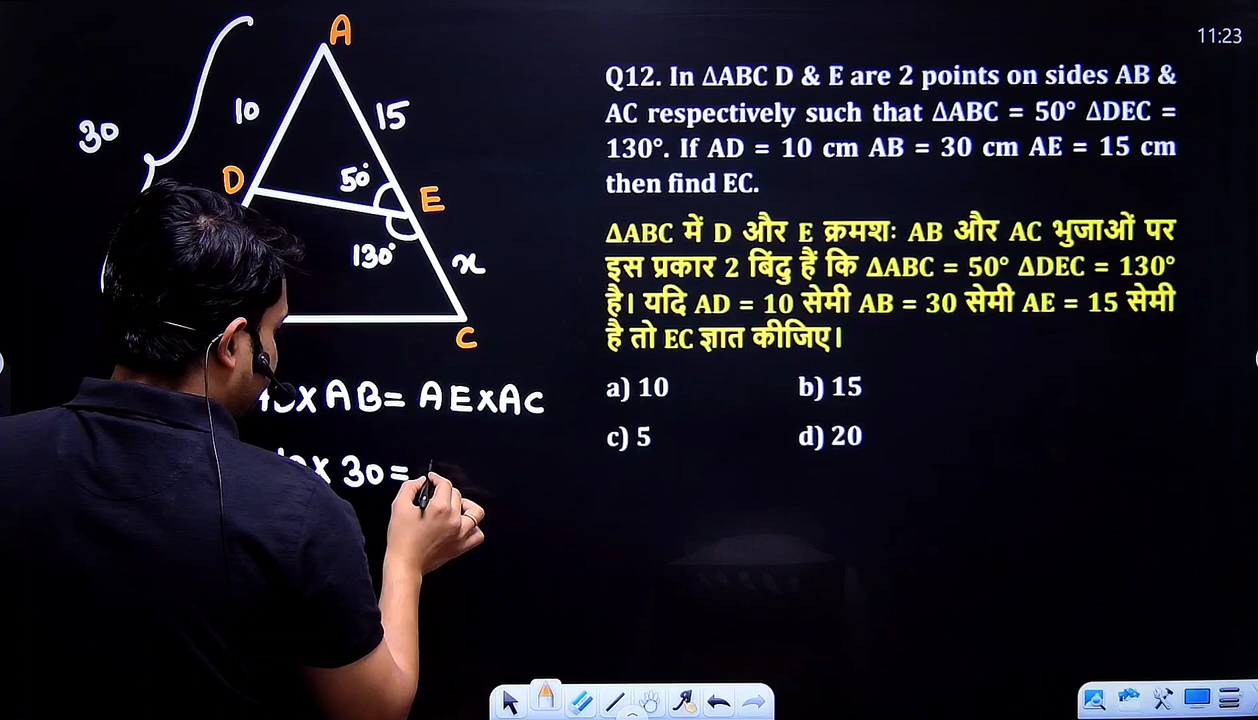 11:23
A
10
15
30
D
50°
E
130°
x
C
x AB = AE x AC
x 30 =
Q12. In ΔABC D & E are 2 points on sides AB &
AC respectively such that ΔABC = 50° ΔDEC =
130°. If AD = 10 cm AB = 30 cm AE = 15 cm
then find EC.
ΔABC में D और E क्रमशः AB और AC भुजाओं पर
इस प्रकार 2 बिंदु हैं कि ΔABC = 50° ΔDEC = 130°
है। यदि AD = 10 सेमी AB = 30 सेमी AE = 15 सेमी
है तो EC ज्ञात कीजिए।
a) 10 b) 15
c) 5 d) 20